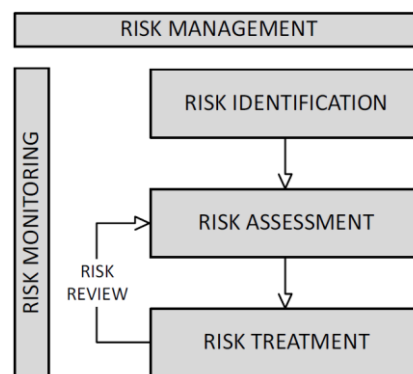 RISK MANAGEMENT
RISK MONITORING
RISK IDENTIFICATION
RISK ASSESSMENT
RISK
REVIEW
RISK TREATMENT